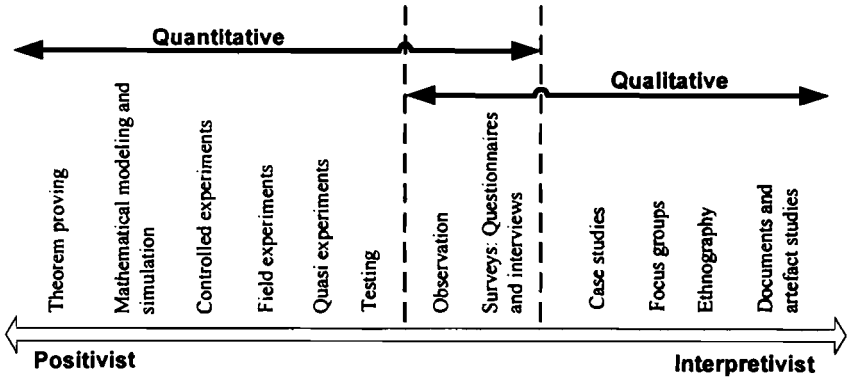 Quantitative
Qualitative
Theorem proving
Mathematical modeling and
simulation
Controlled experiments
Field experiments
Quasi experiments
Testing
Observation
Surveys: Questionnaires
and interviews
Case studies
Focus groups
Ethnography
Documents and
artefact studies
Positivist
Interpretivist